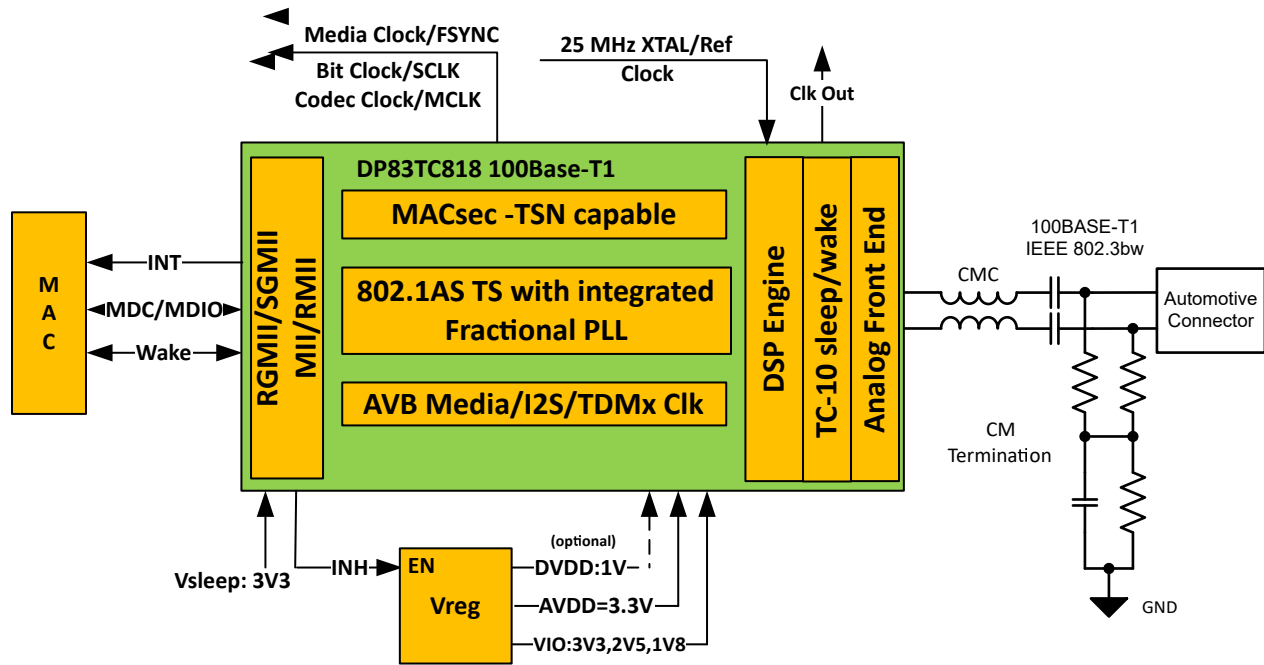 Media Clock/FSYNC
Bit Clock/SCLK
Codec Clock/MCLK
25 MHz XTAL/Ref
Clock
Clk Out
DP83TC818 100Base-T1
MACsec -TSN capable
802.1AS TS with integrated
Fractional PLL
AVB Media/I2S/TDMx Clk
RGMII/SGMII
MII/RMII
DSP Engine
TC-10 sleep/wake
Analog Front End
M
A
C
INT
MDC/MDIO
Wake
100BASE-T1
IEEE 802.3bw
CMC
Automotive
Connector
CM
Termination
GND
Vsleep: 3V3
INH
EN
Vreg
(optional)
DVDD:1V
AVDD=3.3V
VIO:3V3,2V5,1V8